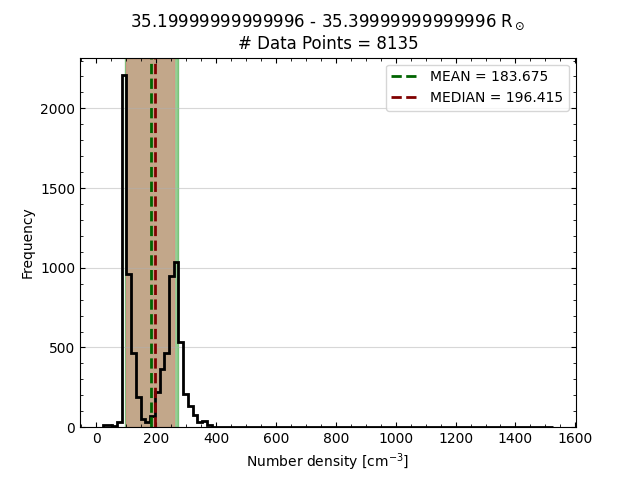 35.19999999999996 - 35.39999999999996 R⊙
# Data Points = 8135
MEAN = 183.675
MEDIAN = 196.415
Frequency
2000
1500
1000
500
0
0 200 400 600 800 1000 1200 1400 1600
Number density [cm⁻³]